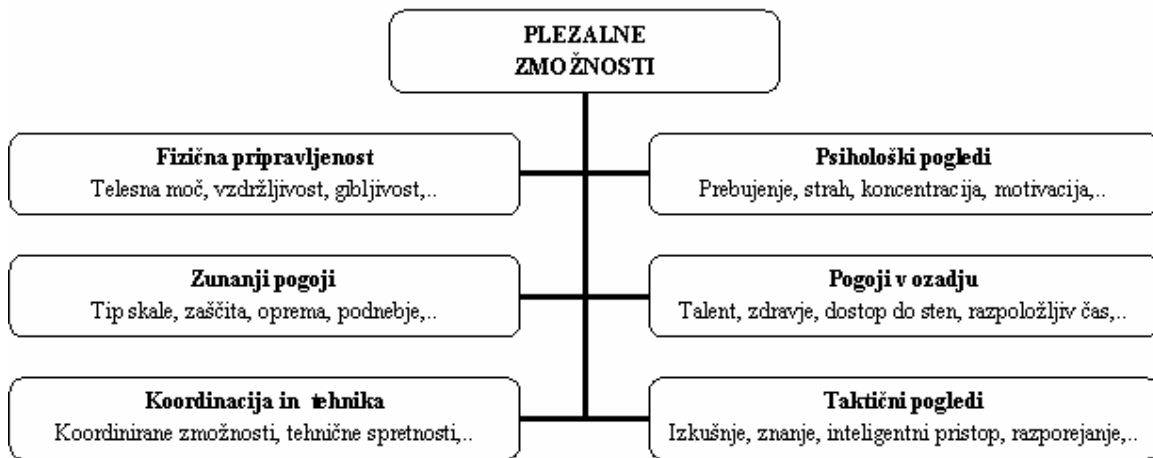 PLEZALNE
ZMOŽNOSTI
Fizična pripravljenost
Telesna moč, vzdržljivost, gibljivost,..
Psihološki pogledi
Prebujenje, strah, koncentracija, motivacija,..
Zunanji pogoji
Tip skale, zaščita, oprema, podnebje,..
Pogoji v ozadju
Talent, zdravje, dostop do sten, razpoložljiv čas,..
Koordinacija in tehnika
Koordinirane zmožnosti, tehnične spretnosti,..
Taktični pogledi
Izkušnje, znanje, inteligentni pristop, razporejanje,..